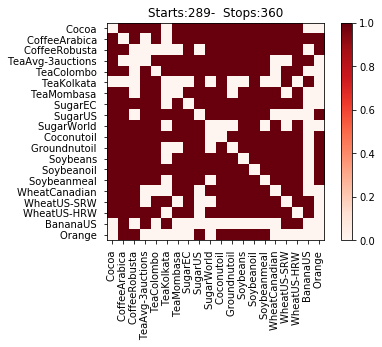 Starts:289-  Stops:360
Cocoa
CoffeeArabica
CoffeeRobusta
TeaAvg-3auctions
TeaColombo
TeaKolkata
TeaMombasa
SugarEC
SugarUS
SugarWorld
Coconutoil
Groundnutoil
Soybeans
Soybeanoil
Soybeanmeal
WheatCanadian
WheatUS-SRW
WheatUS-HRW
BananaUS
Orange
1.0
0.8
0.6
0.4
0.2
0.0
Cocoa
CoffeeArabica
CoffeeRobusta
TeaAvg-3auctions
TeaColombo
TeaKolkata
TeaMombasa
SugarEC
SugarUS
SugarWorld
Coconutoil
Groundnutoil
Soybeans
Soybeanoil
Soybeanmeal
WheatCanadian
WheatUS-SRW
WheatUS-HRW
BananaUS
Orange